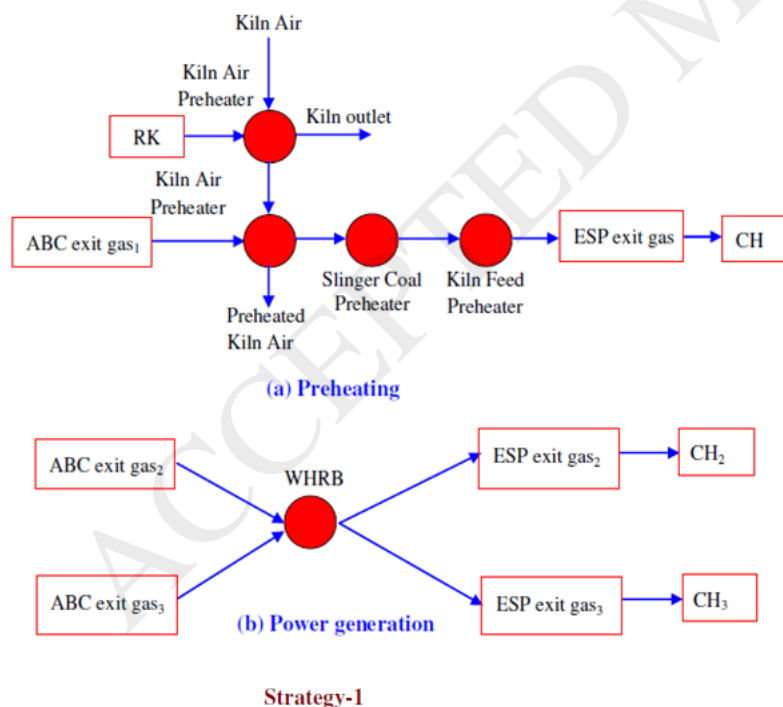 Kiln Air
Kiln Air
Preheater
RK
Kiln outlet
Kiln Air
Preheater
ABC exit gas₁
ESP exit gas
CH
Slinger Coal
Preheater
Kiln Feed
Preheater
Preheated
Kiln Air
(a) Preheating
ABC exit gas₂
WHRB
ESP exit gas₂
CH₂
ABC exit gas₃
ESP exit gas₃
CH₃
(b) Power generation
Strategy-1
ACCEPTED M